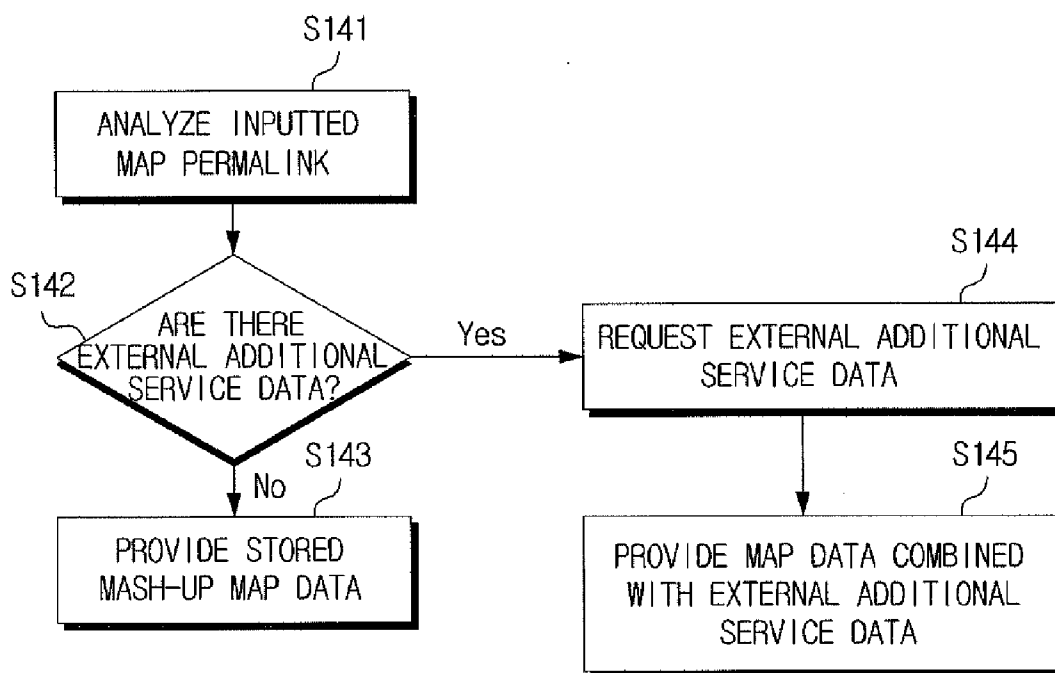 S141
ANALYZE INPUTTED
MAP PERMALINK
S142
ARE THERE
EXTERNAL ADDITIONAL
SERVICE DATA?
Yes
No
S143
PROVIDE STORED
MASH-UP MAP DATA
S144
REQUEST EXTERNAL ADDITIONAL
SERVICE DATA
S145
PROVIDE MAP DATA COMBINED
WITH EXTERNAL ADDITIONAL
SERVICE DATA